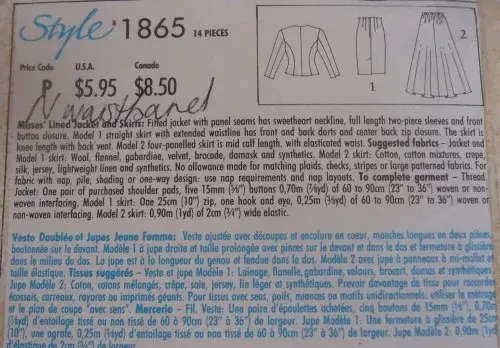 Style 1865 14 PIECES
Price Code U.S.A. Canada
P $5.95 $8.50
2
1
Misses' Lined Jacket and Skirts: Fitted jacket with panel seams has sweetheart neckline, full length two-piece sleeves and front
button closure. Model 1 straight skirt with extended waistline has front and back darts and center back zip closure. The skirt is
knee length with back vent. Model 2 four-panelled skirt is mid calf length, with elasticated waist. Suggested fabrics – Jacket and
Model 1 skirt: Wool, flannel, gabardine, velvet, brocade, damask and synthetics. Model 2 skirt: Cotton, cotton mixtures, crepe,
silk, jersey, lightweight linen and synthetics. No allowance made for matching plaids, checks, stripes or large patterned fabrics. For
fabric with nap, pile, shading or one-way design: use nap requirements and nap layouts. To complete garment – Thread.
Jacket: One pair of purchased shoulder pads, five 15mm (⅝") buttons 0,70m (⅞yd) of 60 to 90cm (23" to 36") woven or non-
woven interfacing. Model 1 skirt: One 25cm (10") zip, one hook and eye, 0,25m (¼yd) of 60 to 90cm (23" to 36") woven
or non-woven interfacing. Model 2 skirt: 0,90m (1yd) of 2cm (¾") wide elastic.
Veste Doublée et Jupes Jeune Femme: Veste ajustée avec découpes et encolure en coeur, manches longues en deux pièces,
boutonnée sur le devant. Modèle 1 à jupe droite et taille prolongée avec pinces sur le devant et dans le dos et fermeture à glissière
dans le milieu du dos. La jupe est à la longueur du genou et fendue dans le dos. Modèle 2 avec jupe à panneaux à mi-mollet et
taille élastique. Tissus suggérés – Veste et jupe Modèle 1: Lainage, flanelle, gabardine, velours, brocart, damas et synthétiques.
Jupe Modèle 2: Coton, cotons mélangés, crêpe, soie, jersey, lin léger et synthétiques. Prévoir davantage de tissu pour raccorder
écossais, carreaux, rayures ou imprimés géants. Pour tissus avec sens, poils, nuances ou motifs unidirectionnels: utiliser le métrage
et le plan de coupe "avec sens". Mercerie – Fil. Veste: Une paire d'épaulettes achetées, cinq boutons de 15mm (⅝"), 0,70m
(⅞yd) d'entoilage tissé ou non tissé de 60 à 90cm (23" à 36") de largeur. Jupe Modèle 1: Une fermeture à glissière de 25cm
(10"), une agrafe, 0,25m (¼yd) d'entoilage tissé ou non tissé de 60 à 90cm (23" à 36") de largeur. Jupe Modèle 2: 0,90m (1yd)
d'élastique de 2cm (¾") de large.